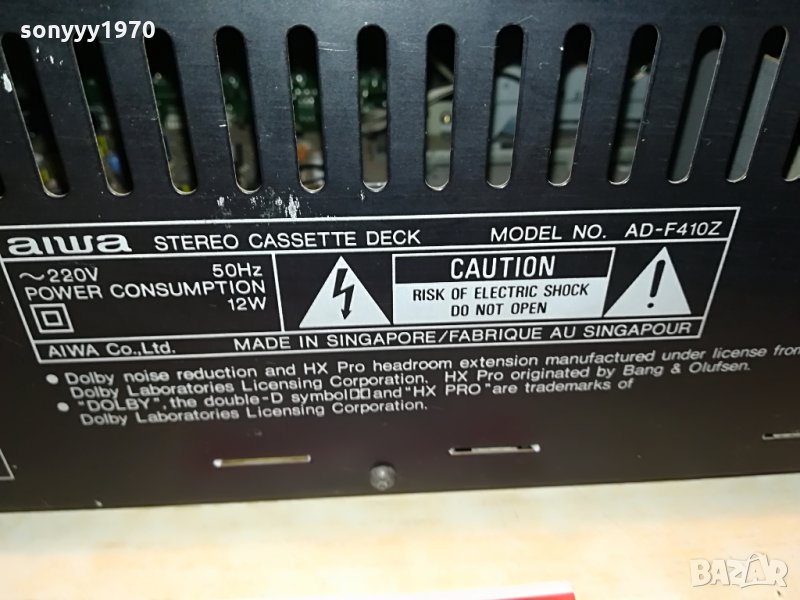 sonyyy1970
aiwa STEREO CASSETTE DECK MODEL NO. AD-F410Z
~220V 50Hz
POWER CONSUMPTION
12W
CAUTION
RISK OF ELECTRIC SHOCK
DO NOT OPEN
AIWA Co.,Ltd. MADE IN SINGAPORE/FABRIQUE AU SINGAPOUR
● Dolby noise reduction and HX Pro headroom extension manufactured under license from
Dolby Laboratories Licensing Corporation. HX Pro originated by Bang & Olufsen.
● "DOLBY", the double-D symbol and "HX PRO" are trademarks of
Dolby Laboratories Licensing Corporation.
BAZAR